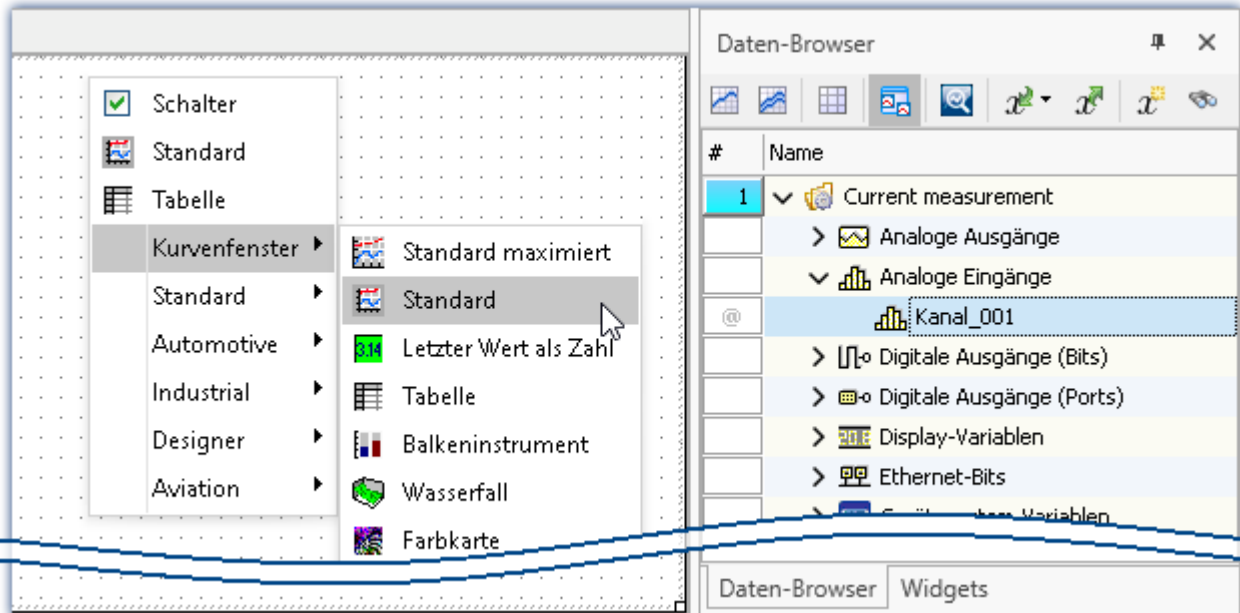 Schalter
Standard
Tabelle
Kurvenfenster
Standard
Automotive
Industrial
Designer
Aviation
Standard maximiert
Standard
3.14 Letzter Wert als Zahl
Tabelle
Balkeninstrument
Wasserfall
Farbkarte
Daten-Browser
# Name
1 Current measurement
Analoge Ausgänge
Analoge Eingänge
@ Kanal_001
Digitale Ausgänge (Bits)
Digitale Ausgänge (Ports)
Display-Variablen
Ethernet-Bits
Daten-Browser Widgets